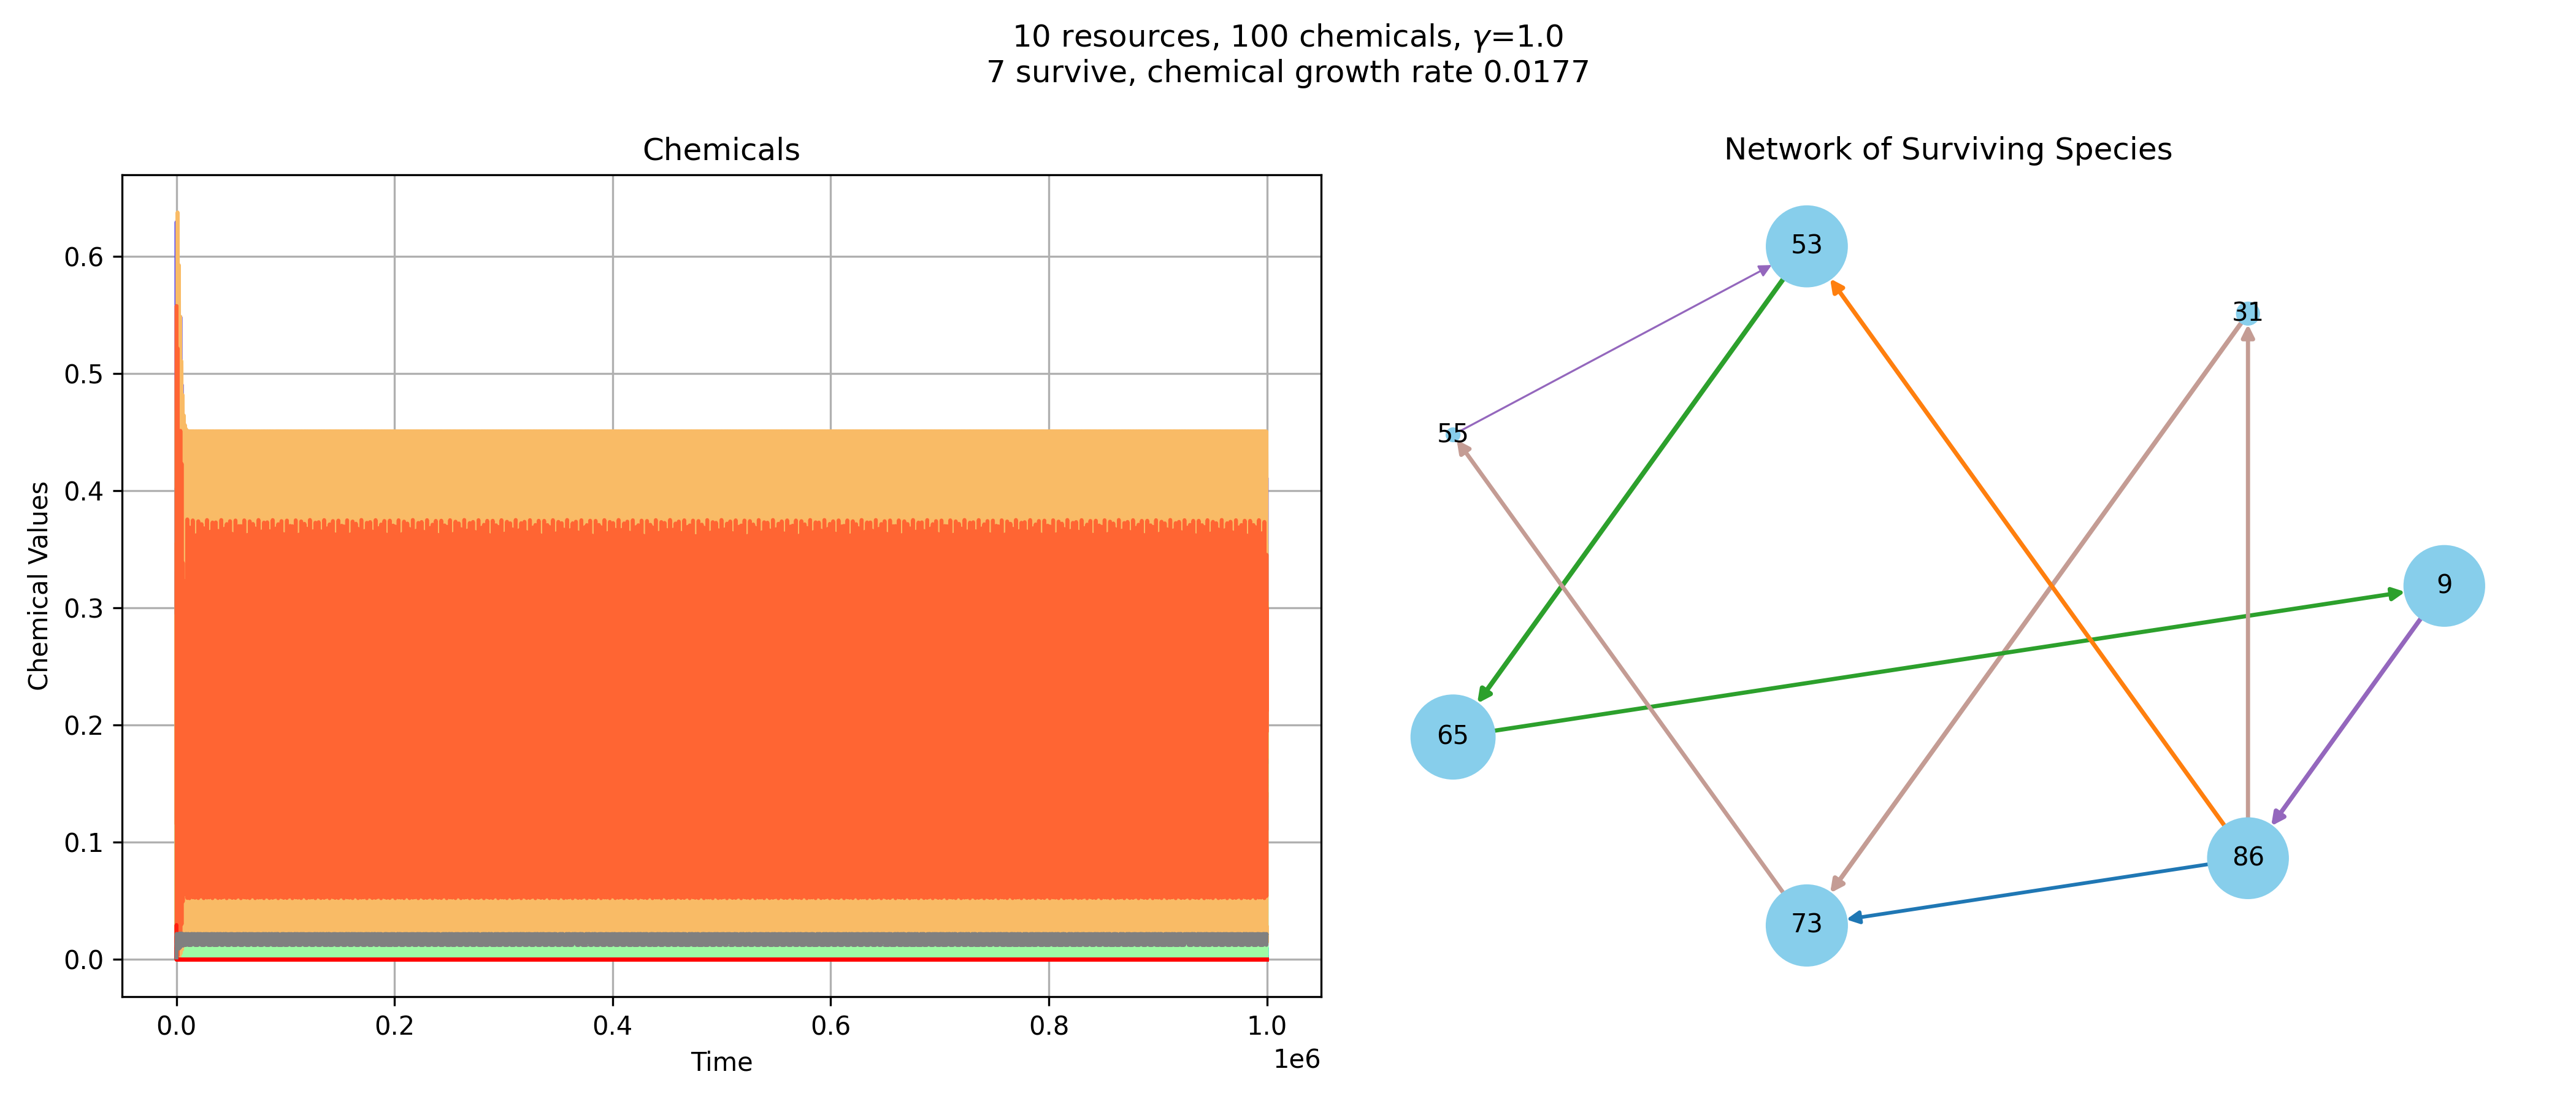 10 resources, 100 chemicals, γ=1.0
7 survive, chemical growth rate 0.0177
Chemicals
Chemical Values
0.6
0.5
0.4
0.3
0.2
0.1
0.0
0.0 0.2 0.4 0.6 0.8 1.0
1e6
Time
Network of Surviving Species
53
31
55
9
65
86
73